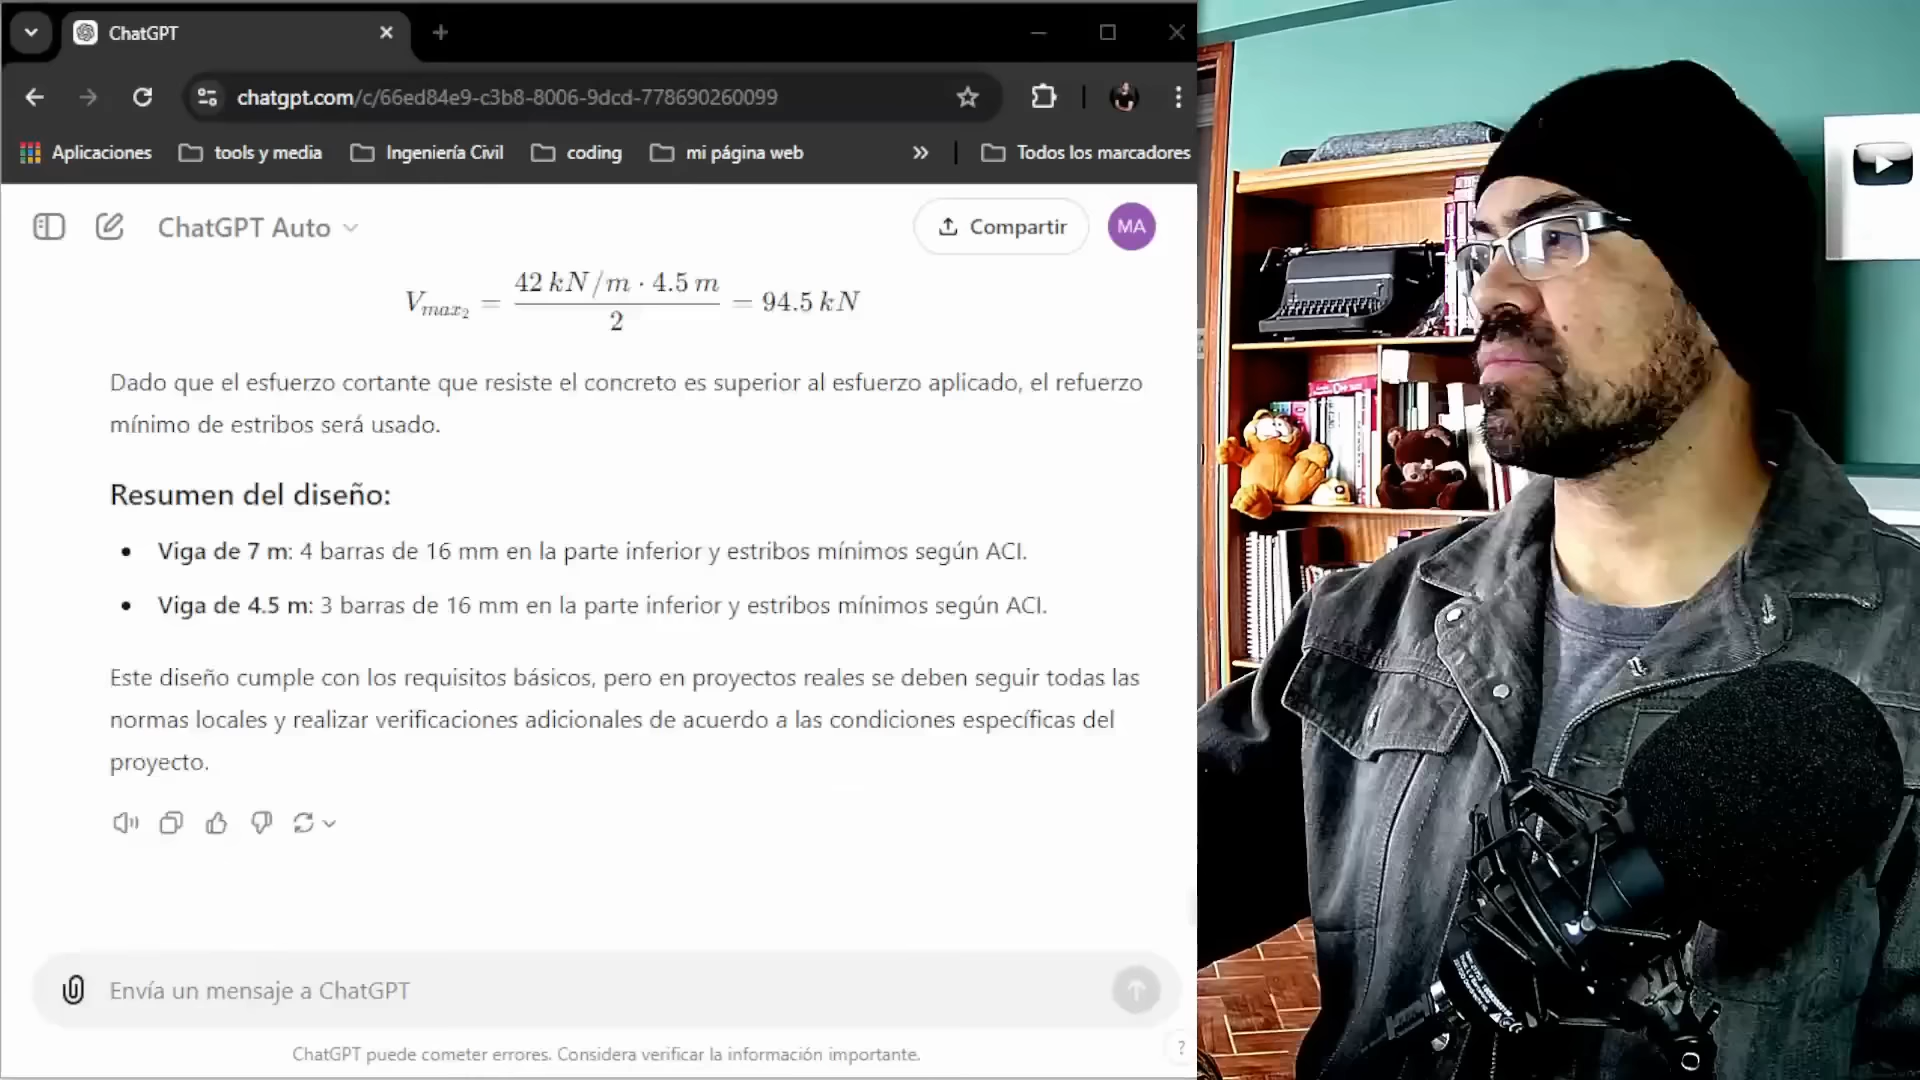 ChatGPT
chatgpt.com/c/66ed84e9-c3b8-8006-9dcd-778690260099
Aplicaciones tools y media Ingeniería Civil coding mi página web » Todos los marcadores
ChatGPT Auto Compartir MA
V_{max_2} = \frac{42 kN/m · 4.5 m}{2} = 94.5 kN
Dado que el esfuerzo cortante que resiste el concreto es superior al esfuerzo aplicado, el refuerzo
mínimo de estribos será usado.
Resumen del diseño:
• Viga de 7 m: 4 barras de 16 mm en la parte inferior y estribos mínimos según ACI.
• Viga de 4.5 m: 3 barras de 16 mm en la parte inferior y estribos mínimos según ACI.
Este diseño cumple con los requisitos básicos, pero en proyectos reales se deben seguir todas las
normas locales y realizar verificaciones adicionales de acuerdo a las condiciones específicas del
proyecto.
Envía un mensaje a ChatGPT
ChatGPT puede cometer errores. Considera verificar la información importante.
?